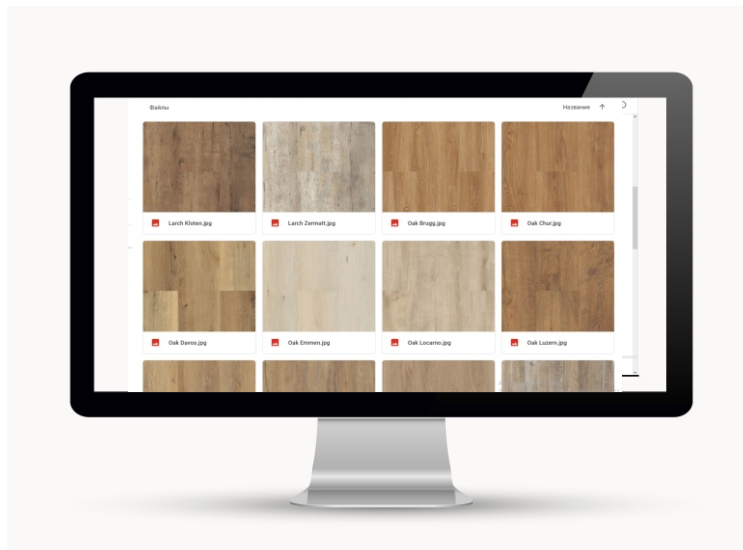 Файлы
Название
Larch Kloten.jpg
Larch Zermatt.jpg
Oak Brugg.jpg
Oak Chur.jpg
Oak Davos.jpg
Oak Emmen.jpg
Oak Locarno.jpg
Oak Luzern.jpg